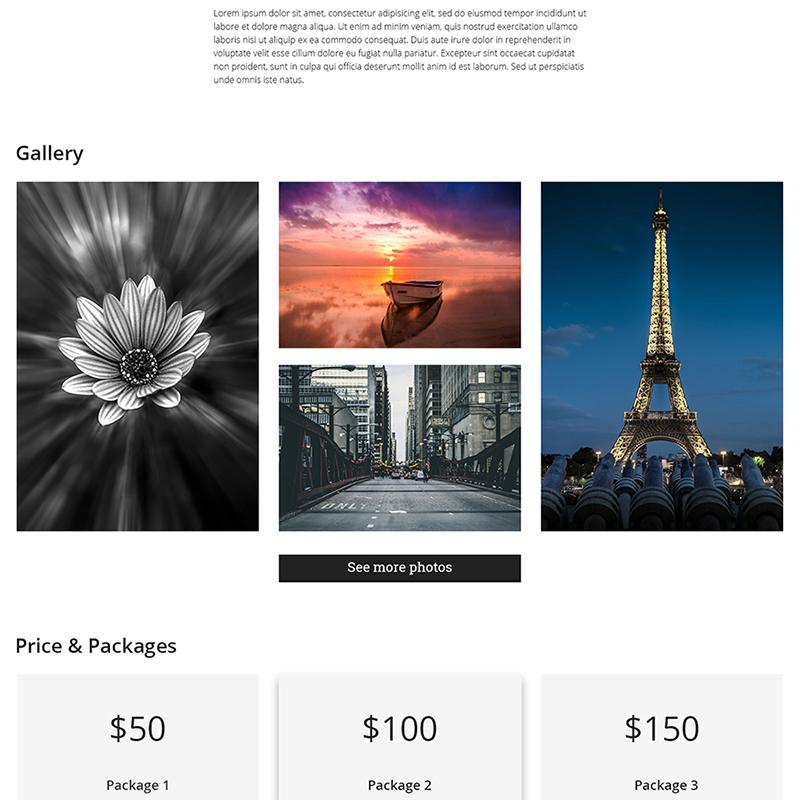 Lorem ipsum dolor sit amet, consectetur adipisicing elit, sed do eiusmod tempor incididunt ut
labore et dolore magna aliqua. Ut enim ad minim veniam, quis nostrud exercitation ullamco
laboris nisi ut aliquip ex ea commodo consequat. Duis aute irure dolor in reprehenderit in
voluptate velit esse cillum dolore eu fugiat nulla pariatur. Excepteur sint occaecat cupidatat
non proident, sunt in culpa qui officia deserunt mollit anim id est laborum. Sed ut perspiciatis
unde omnis iste natus.
Gallery
ONLY
See more photos
Price & Packages
$50
$100
$150
Package 1
Package 2
Package 3